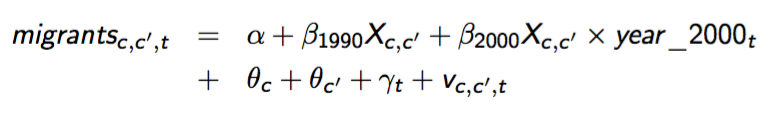 migrants_{c,c′,t} = α + β_{1990}X_{c,c′} + β_{2000}X_{c,c′} × year_2000_t
+ θ_c + θ_{c′} + γ_t + v_{c,c′,t}